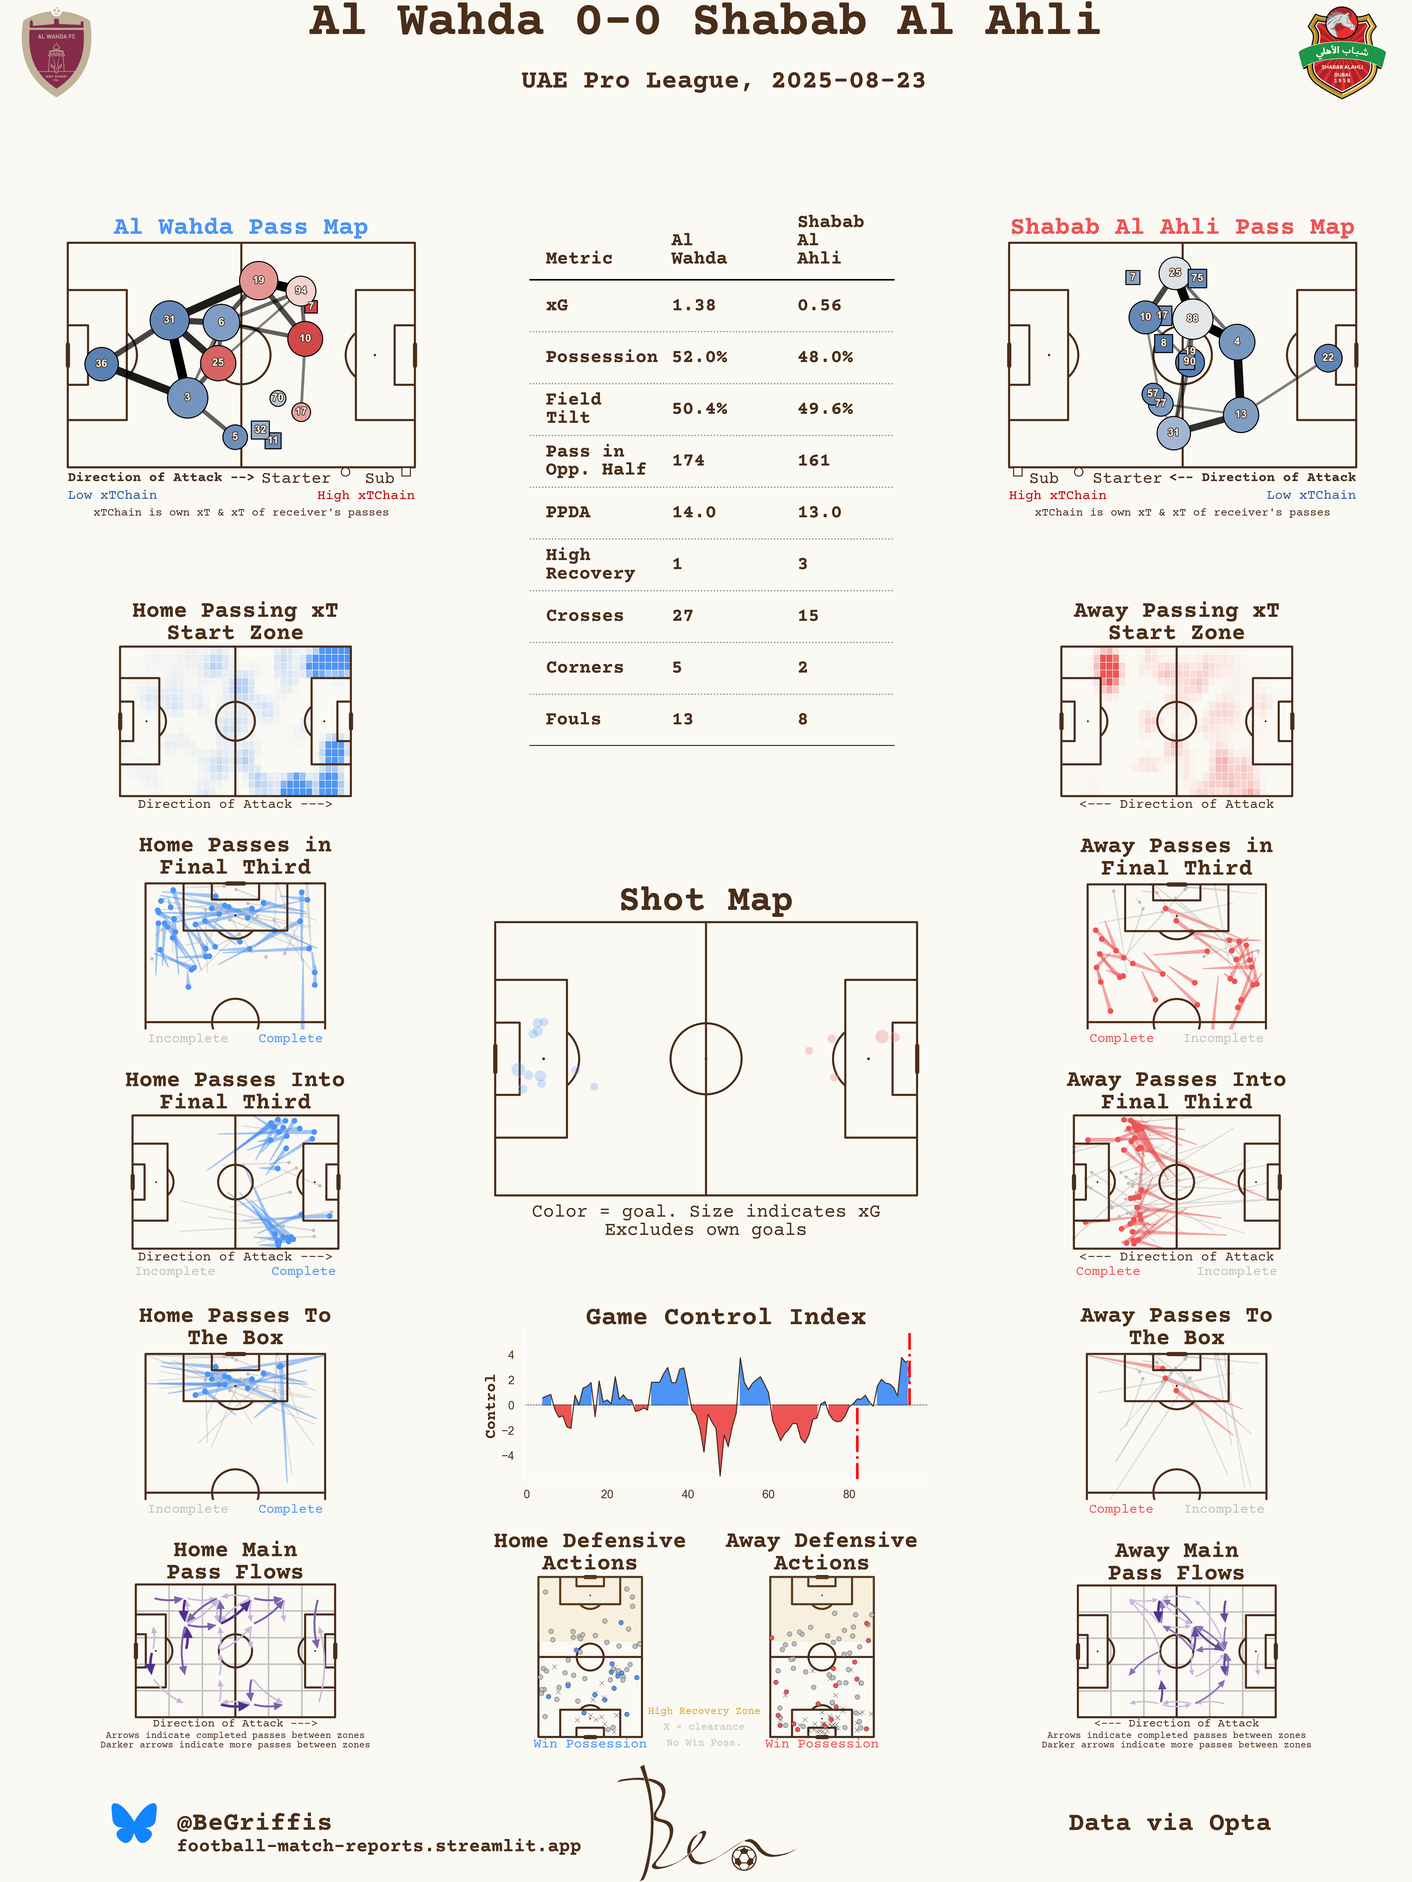 Al Wahda 0-0 Shabab Al Ahli
UAE Pro League, 2025-08-23
AL WAHDA FC
ABU DHABI
شباب الأهلي
SHABAB ALAHLI
DUBAI
1958
Al Wahda Pass Map
19
94
7
31
6
10
36
25
3
70
17
5
32
11
Direction of Attack --> Starter Sub
Low xTChain High xTChain
xTChain is own xT & xT of receiver's passes
Metric Al Wahda Shabab Al Ahli
xG 1.38 0.56
Possession 52.0% 48.0%
Field Tilt 50.4% 49.6%
Pass in Opp. Half 174 161
PPDA 14.0 13.0
High Recovery 1 3
Crosses 27 15
Corners 5 2
Fouls 13 8
Shabab Al Ahli Pass Map
7
25
75
10
17
88
8
4
19
90
22
57
77
13
31
Sub Starter <-- Direction of Attack
High xTChain Low xTChain
xTChain is own xT & xT of receiver's passes
Home Passing xT
Start Zone
Direction of Attack --->
Away Passing xT
Start Zone
<--- Direction of Attack
Home Passes in
Final Third
Incomplete Complete
Away Passes in
Final Third
Complete Incomplete
Shot Map
Color = goal. Size indicates xG
Excludes own goals
Home Passes Into
Final Third
Direction of Attack --->
Incomplete Complete
Away Passes Into
Final Third
<--- Direction of Attack
Complete Incomplete
Home Passes To
The Box
Incomplete Complete
Game Control Index
Control
4
2
0
−2
−4
0 20 40 60 80
Away Passes To
The Box
Complete Incomplete
Home Main
Pass Flows
Direction of Attack --->
Arrows indicate completed passes between zones
Darker arrows indicate more passes between zones
Home Defensive
Actions
Win Possession
High Recovery Zone
X = clearance
No Win Poss.
Away Defensive
Actions
Win Possession
Away Main
Pass Flows
<--- Direction of Attack
Arrows indicate completed passes between zones
Darker arrows indicate more passes between zones
@BeGriffis
football-match-reports.streamlit.app
Ben
Data via Opta